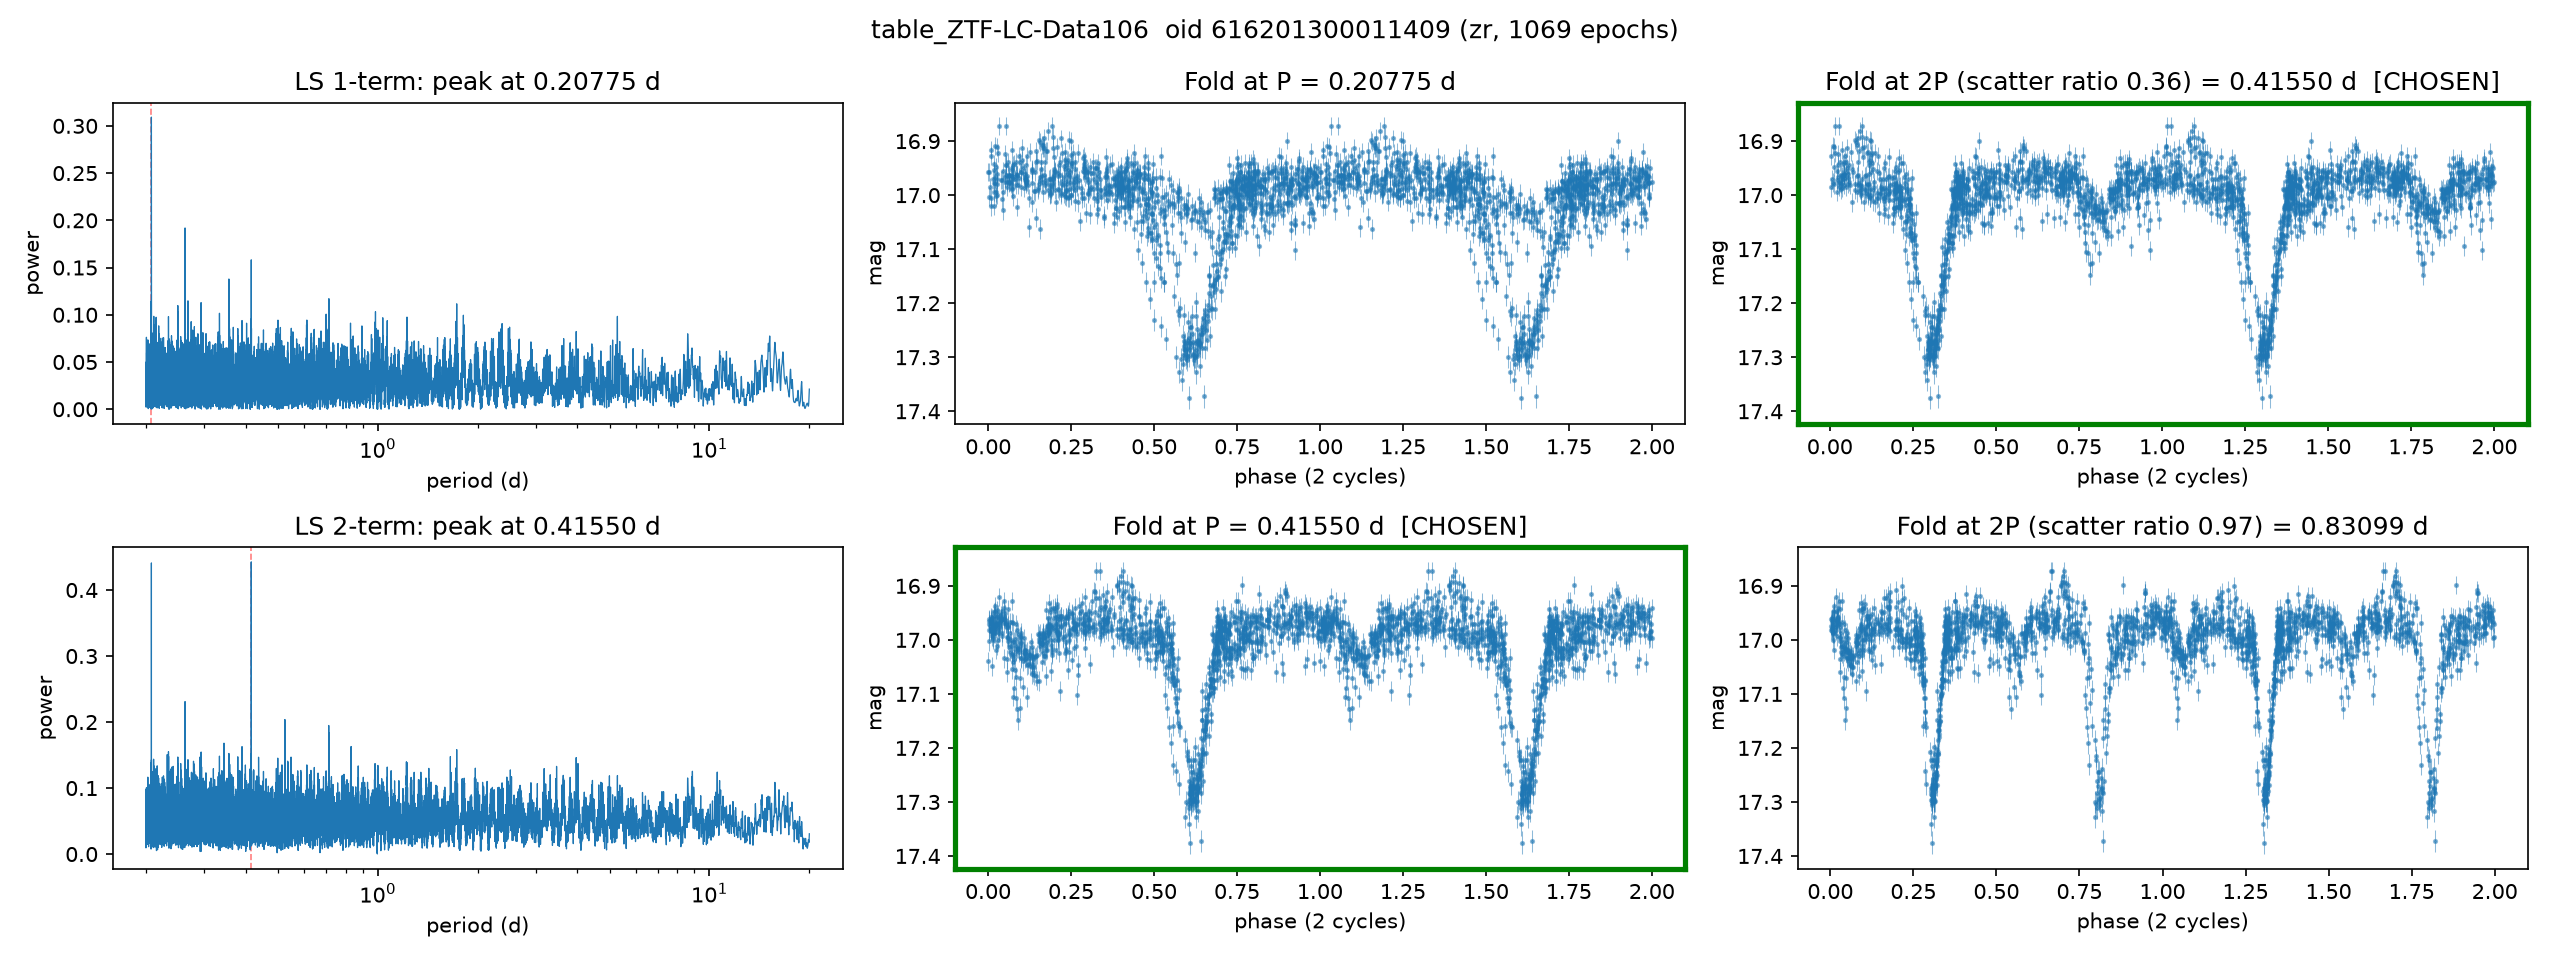 table_ZTF-LC-Data106  oid 616201300011409 (zr, 1069 epochs)
LS 1-term: peak at 0.20775 d
power
0.30
0.25
0.20
0.15
0.10
0.05
0.00
10⁰
10¹
period (d)
Fold at P = 0.20775 d
mag
16.9
17.0
17.1
17.2
17.3
17.4
0.00 0.25 0.50 0.75 1.00 1.25 1.50 1.75 2.00
phase (2 cycles)
Fold at 2P (scatter ratio 0.36) = 0.41550 d  [CHOSEN]
mag
16.9
17.0
17.1
17.2
17.3
17.4
0.00 0.25 0.50 0.75 1.00 1.25 1.50 1.75 2.00
phase (2 cycles)
LS 2-term: peak at 0.41550 d
power
0.4
0.3
0.2
0.1
0.0
10⁰
10¹
period (d)
Fold at P = 0.41550 d  [CHOSEN]
mag
16.9
17.0
17.1
17.2
17.3
17.4
0.00 0.25 0.50 0.75 1.00 1.25 1.50 1.75 2.00
phase (2 cycles)
Fold at 2P (scatter ratio 0.97) = 0.83099 d
mag
16.9
17.0
17.1
17.2
17.3
17.4
0.00 0.25 0.50 0.75 1.00 1.25 1.50 1.75 2.00
phase (2 cycles)